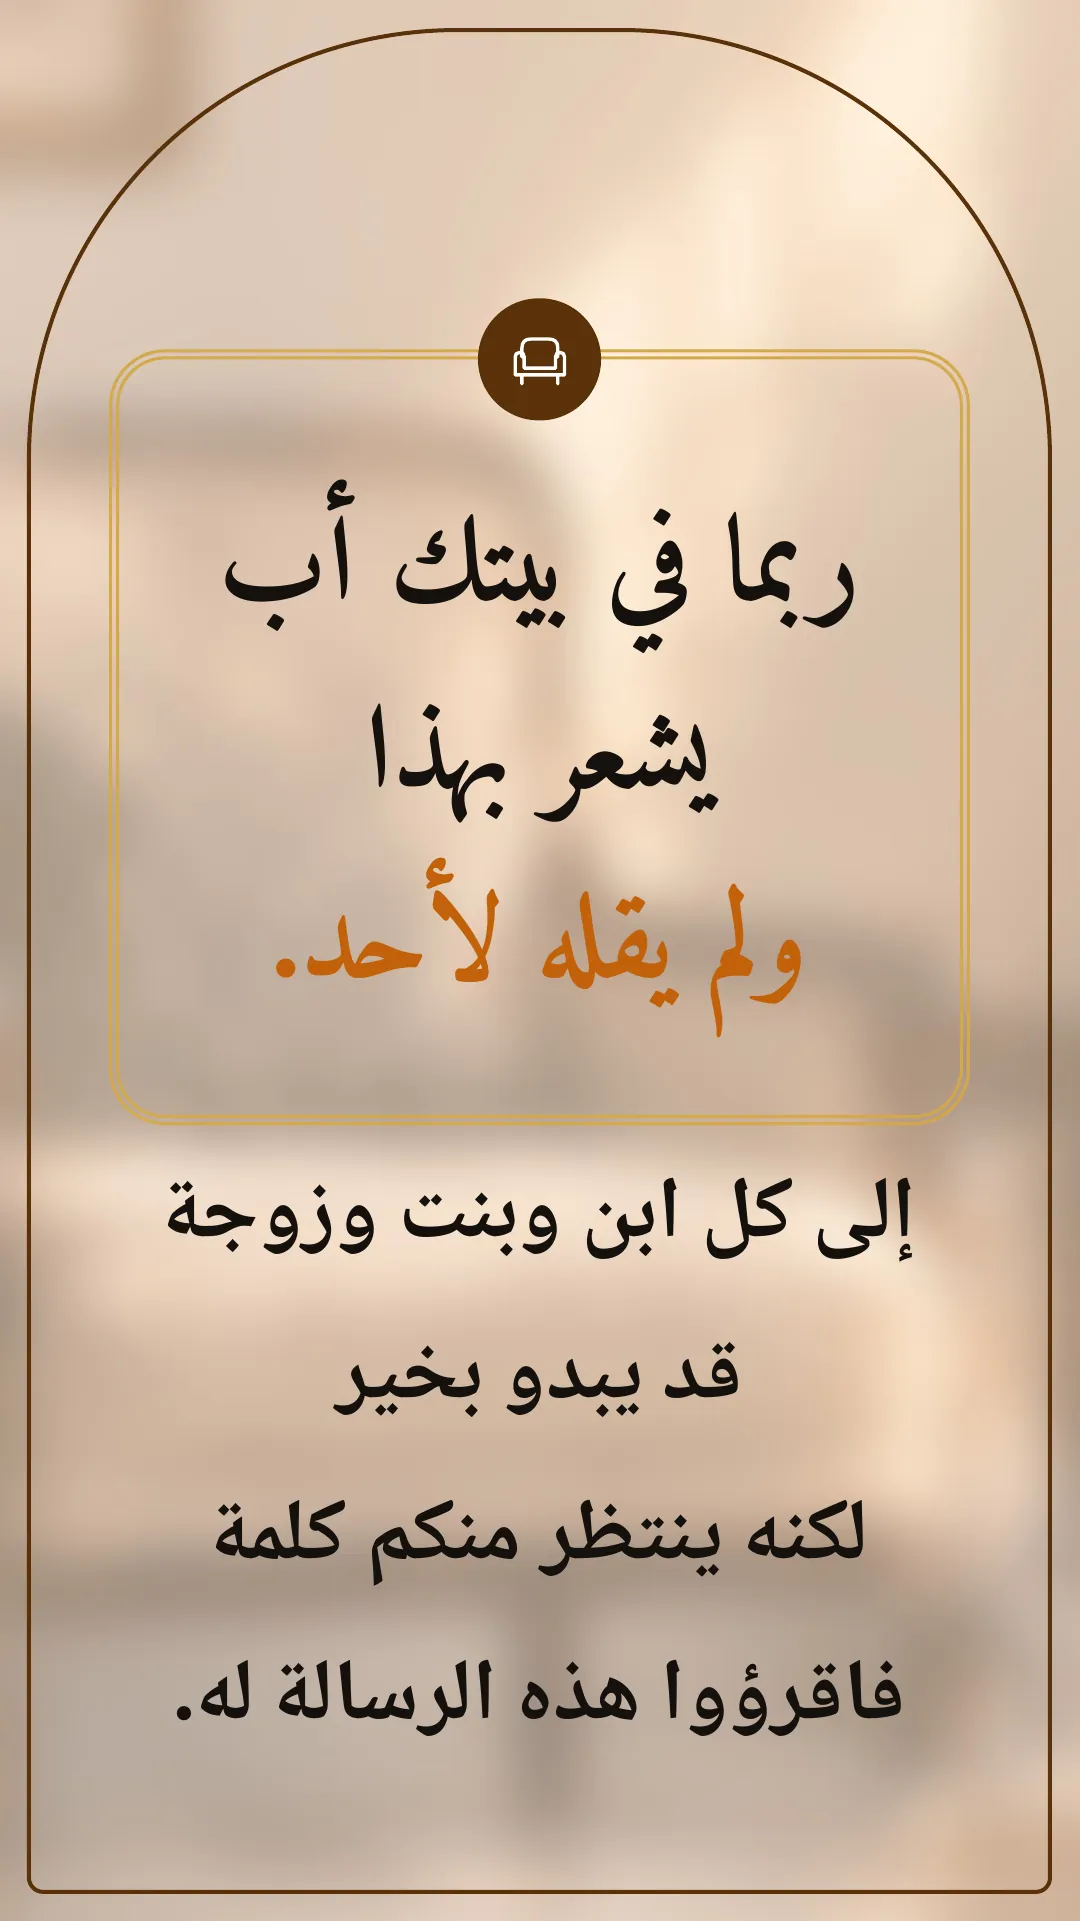 ربما في بيتك أب
يشعر بهذا
ولم يقله لأحد.
إلى كل ابن وبنت وزوجة
قد يبدو بخير
لكنه ينتظر منكم كلمة
فاقرؤوا هذه الرسالة له.